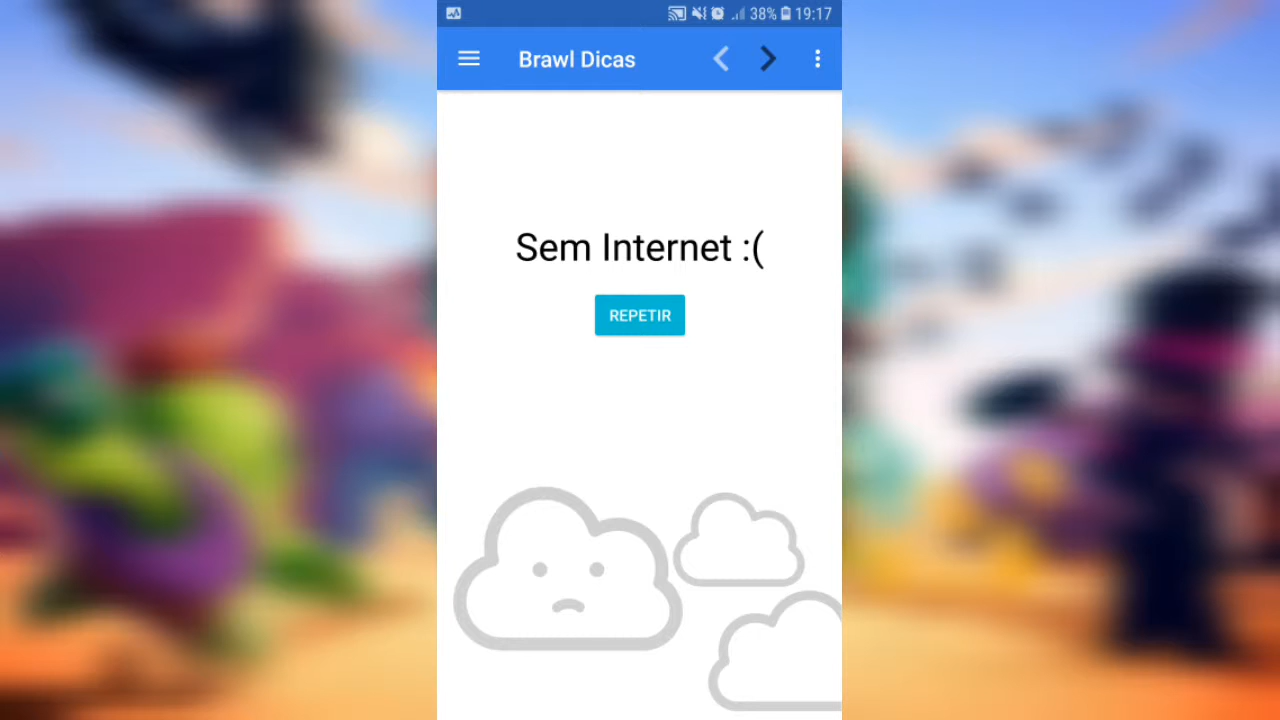 38% 19:17
Brawl Dicas
Sem Internet :(
REPETIR